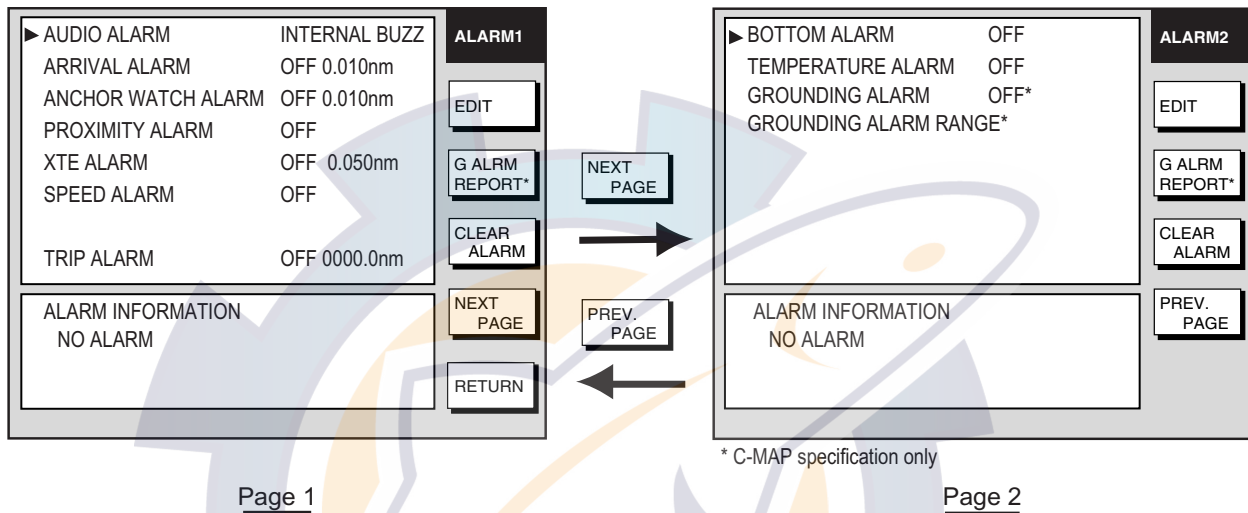 AUDIO ALARM INTERNAL BUZZ
ARRIVAL ALARM OFF 0.010nm
ANCHOR WATCH ALARM OFF 0.010nm
PROXIMITY ALARM OFF
XTE ALARM OFF 0.050nm
SPEED ALARM OFF
TRIP ALARM OFF 0000.0nm
ALARM INFORMATION
NO ALARM
ALARM1
EDIT
G ALRM
REPORT*
CLEAR
ALARM
NEXT
PAGE
RETURN
NEXT
PAGE
PREV.
PAGE
BOTTOM ALARM OFF
TEMPERATURE ALARM OFF
GROUNDING ALARM OFF*
GROUNDING ALARM RANGE*
ALARM INFORMATION
NO ALARM
ALARM2
EDIT
G ALRM
REPORT*
CLEAR
ALARM
PREV.
PAGE
* C-MAP specification only
Page 1
Page 2